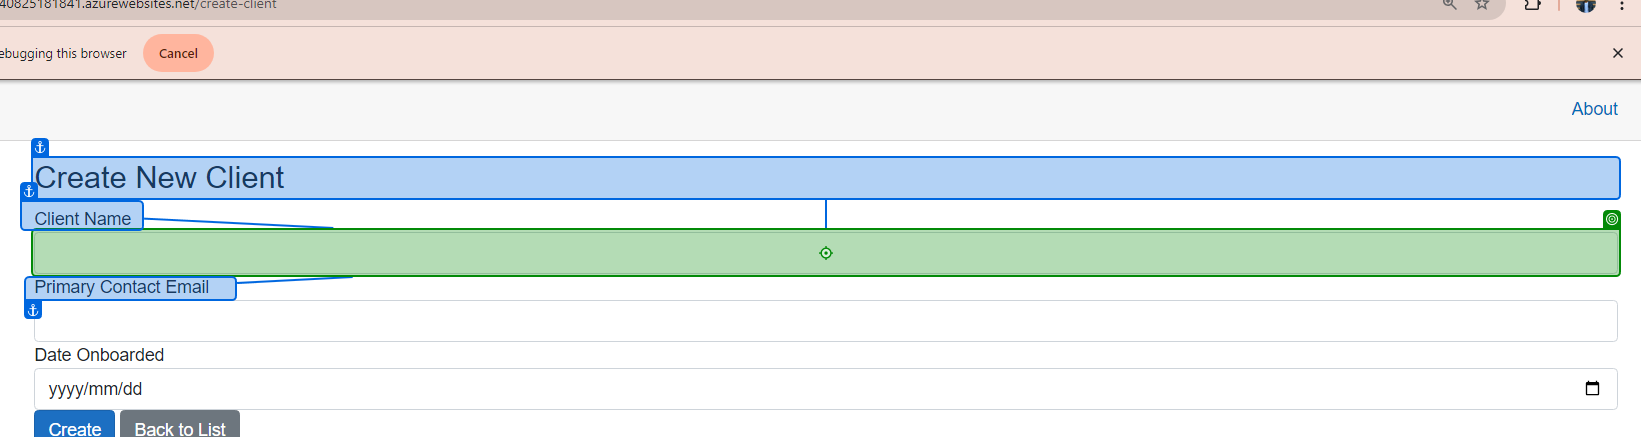 40825181841.azurewebsites.net/create-client
ebugging this browser
Cancel
About
Create New Client
Client Name
Primary Contact Email
Date Onboarded
yyyy/mm/dd
Create
Back to List